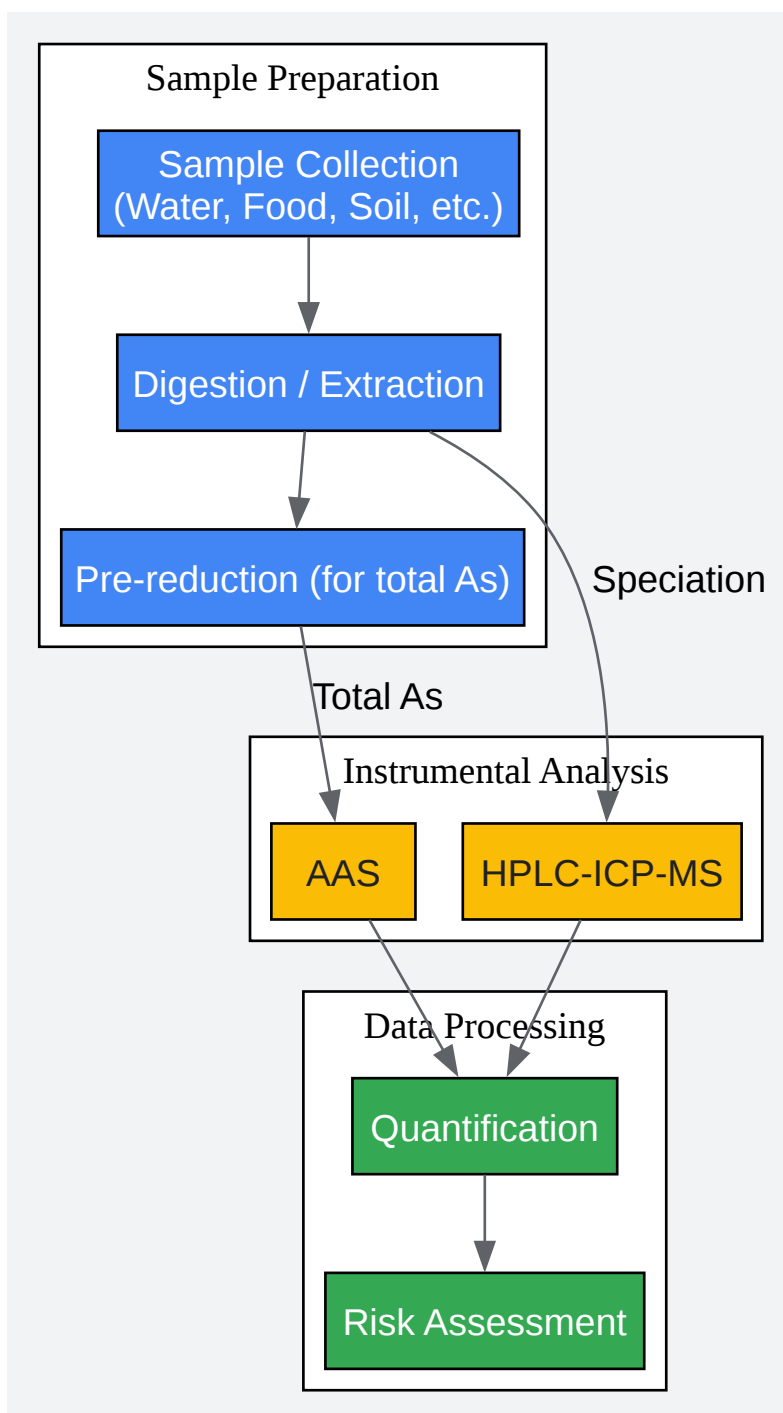 Sample Preparation
Sample Collection
(Water, Food, Soil, etc.)
Digestion / Extraction
Pre-reduction (for total As)
Speciation
Total As
Instrumental Analysis
AAS
HPLC-ICP-MS
Data Processing
Quantification
Risk Assessment